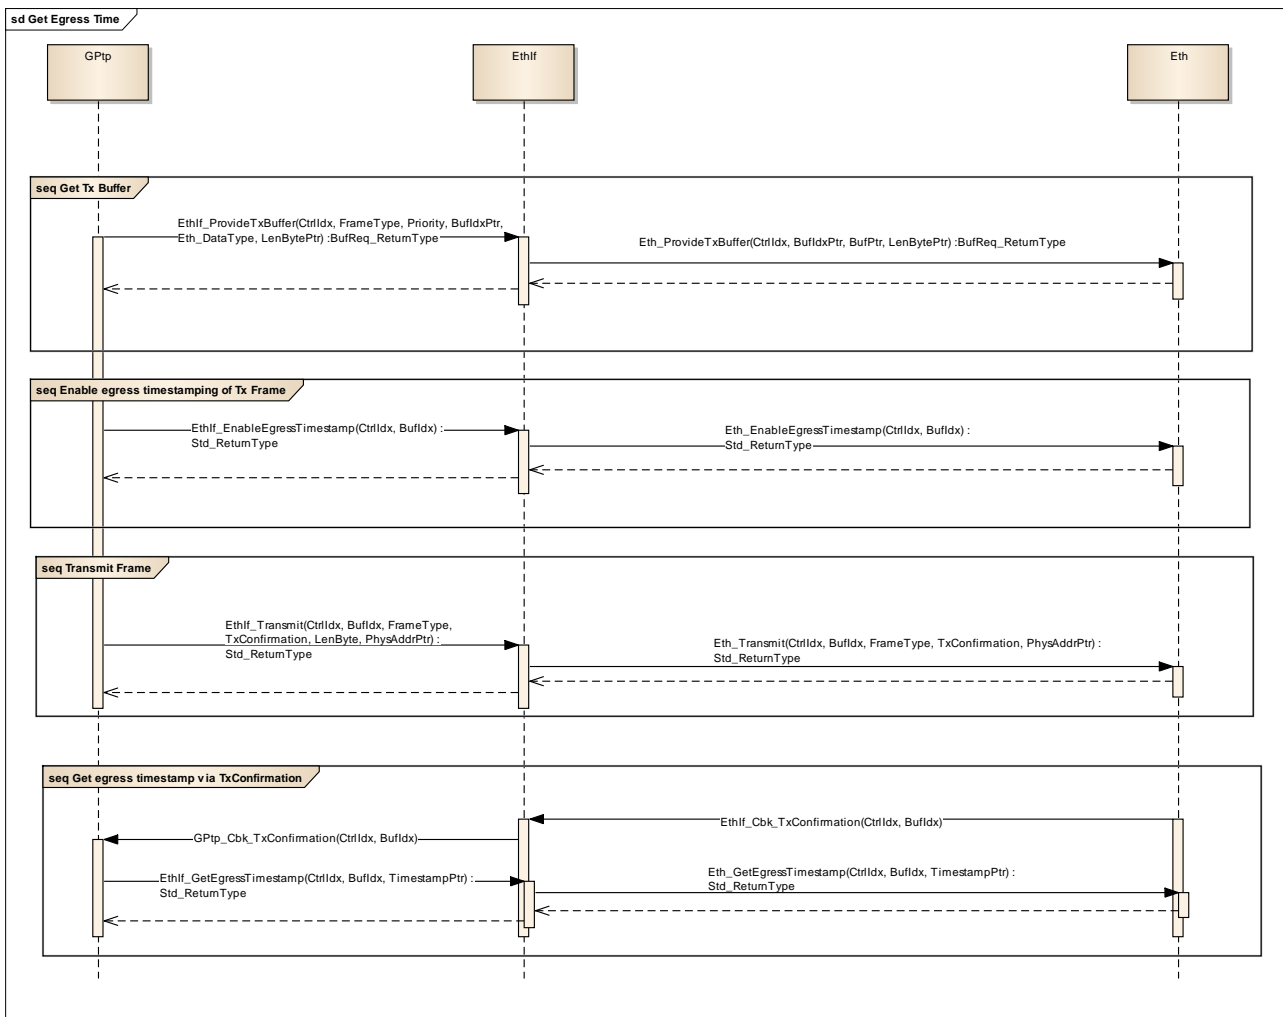 sd Get Egress Time
GPtp
EthIf
Eth
seq Get Tx Buffer
EthIf_ProvideTxBuffer(CtrlIdx, FrameType, Priority, BufIdxPtr,
Eth_DataType, LenBytePtr) :BufReq_ReturnType
Eth_ProvideTxBuffer(CtrlIdx, BufIdxPtr, BufPtr, LenBytePtr) :BufReq_ReturnType
seq Enable egress timestamping of Tx Frame
EthIf_EnableEgressTimestamp(CtrlIdx, BufIdx) :
Std_ReturnType
Eth_EnableEgressTimestamp(CtrlIdx, BufIdx) :
Std_ReturnType
seq Transmit Frame
EthIf_Transmit(CtrlIdx, BufIdx, FrameType,
TxConfirmation, LenByte, PhysAddrPtr) :
Std_ReturnType
Eth_Transmit(CtrlIdx, BufIdx, FrameType, TxConfirmation, PhysAddrPtr) :
Std_ReturnType
seq Get egress timestamp via TxConfirmation
EthIf_Cbk_TxConfirmation(CtrlIdx, BufIdx)
GPtp_Cbk_TxConfirmation(CtrlIdx, BufIdx)
EthIf_GetEgressTimestamp(CtrlIdx, BufIdx, TimestampPtr) :
Std_ReturnType
Eth_GetEgressTimestamp(CtrlIdx, BufIdx, TimestampPtr) :
Std_ReturnType